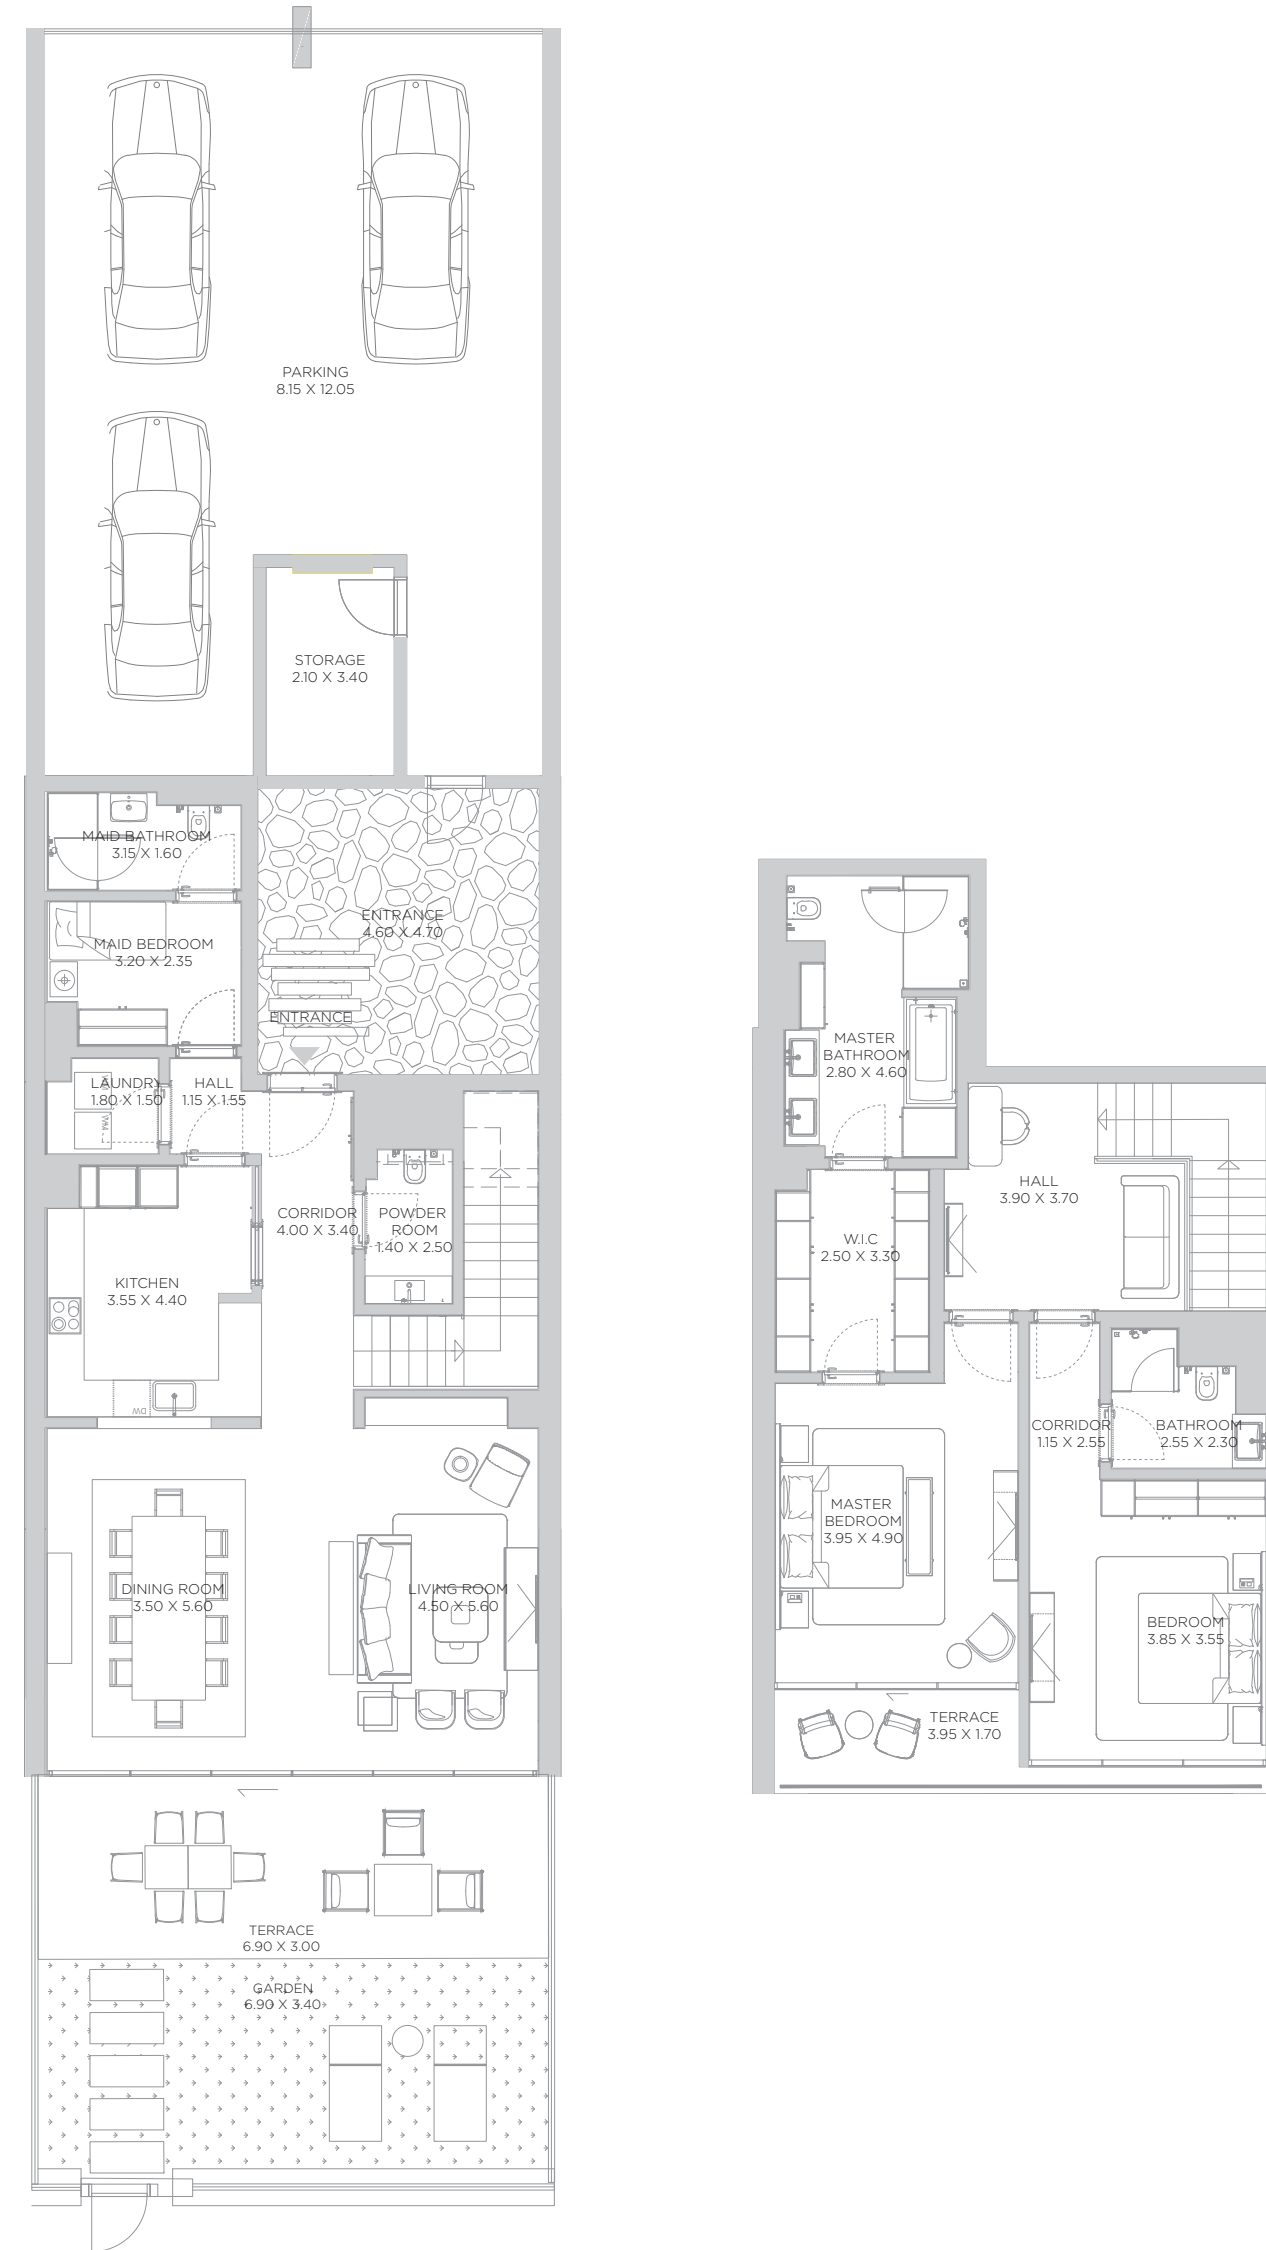 PARKING
8.15 X 12.05
STORAGE
2.10 X 3.40
MAID BATHROOM
3.15 X 1.60
ENTRANCE
4.60 X 4.70
MAID BEDROOM
3.20 X 2.35
ENTRANCE
LAUNDRY
1.80 X 1.50
HALL
1.15 X 1.55
CORRIDOR
4.00 X 3.40
POWDER
ROOM
1.40 X 2.50
KITCHEN
3.55 X 4.40
DW
DINING ROOM
3.50 X 5.60
LIVING ROOM
4.50 X 5.60
TERRACE
6.90 X 3.00
GARDEN
6.90 X 3.40
MASTER
BATHROOM
2.80 X 4.60
HALL
3.90 X 3.70
W.I.C
2.50 X 3.30
CORRIDOR
1.15 X 2.55
BATHROOM
2.55 X 2.30
MASTER
BEDROOM
3.95 X 4.90
BEDROOM
3.85 X 3.55
TERRACE
3.95 X 1.70